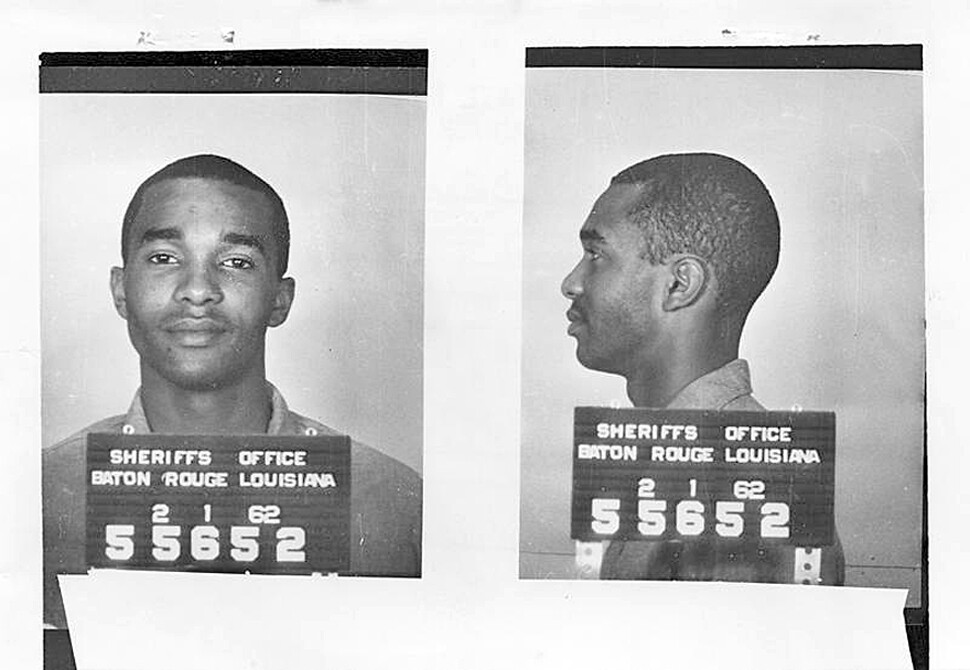 SHERIFFS OFFICE
BATON ROUGE LOUISIANA
2 1 62
55652
SHERIFFS OFFICE
BATON ROUGE LOUISIANA
2 1 62
55652